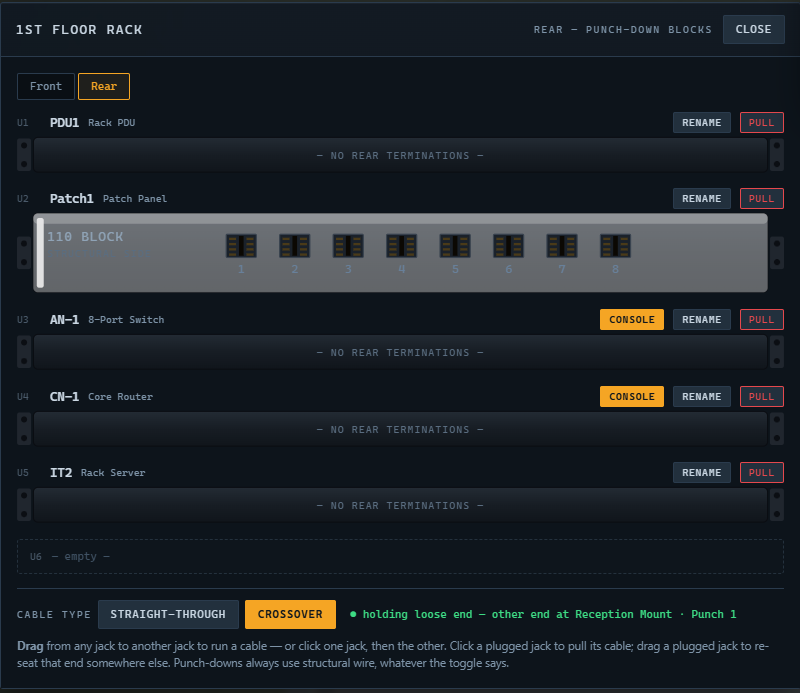 1ST FLOOR RACK
REAR — PUNCH-DOWN BLOCKS
CLOSE
Front
Rear
U1 PDU1 Rack PDU
RENAME
PULL
— NO REAR TERMINATIONS —
U2 Patch1 Patch Panel
RENAME
PULL
110 BLOCK
1 2 3 4 5 6 7 8
U3 AN-1 8-Port Switch
CONSOLE
RENAME
PULL
— NO REAR TERMINATIONS —
U4 CN-1 Core Router
CONSOLE
RENAME
PULL
— NO REAR TERMINATIONS —
U5 IT2 Rack Server
RENAME
PULL
— NO REAR TERMINATIONS —
U6 — empty —
CABLE TYPE
STRAIGHT-THROUGH
CROSSOVER
● holding loose end — other end at Reception Mount · Punch 1
Drag from any jack to another jack to run a cable — or click one jack, then the other. Click a plugged jack to pull its cable; drag a plugged jack to re-
seat that end somewhere else. Punch-downs always use structural wire, whatever the toggle says.